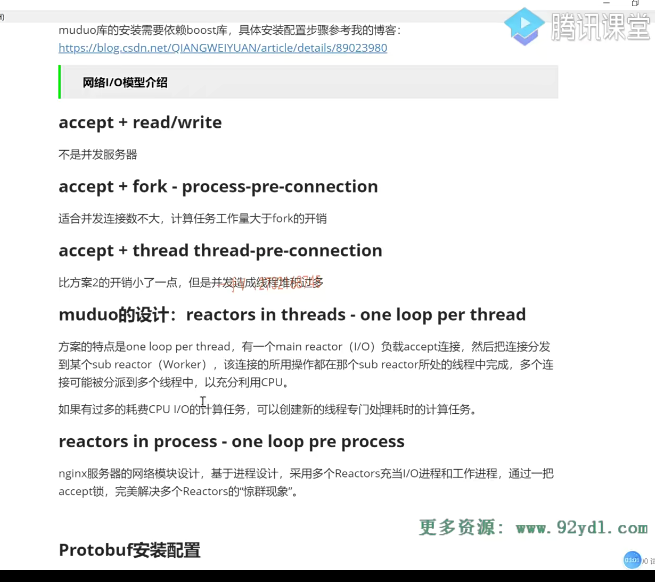 腾讯课堂
muduo库的安装需要依赖boost库，具体安装配置步骤参考我的博客：
https://blog.csdn.net/QIANGWEIYUAN/article/details/89023980
网络I/O模型介绍
accept + read/write
不是并发服务器
accept + fork - process-pre-connection
适合并发连接数不大，计算任务工作量大于fork的开销
accept + thread thread-pre-connection
比方案2的开销小了一点，但是并发造成线程堆积过多
muduo的设计：reactors in threads - one loop per thread
方案的特点是one loop per thread，有一个main reactor（I/O）负载accept连接，然后把连接分发
到某个sub reactor（Worker），该连接的所用操作都在那个sub reactor所处的线程中完成，多个连
接可能被分派到多个线程中，以充分利用CPU。
如果有过多的耗费CPU I/O的计算任务，可以创建新的线程专门处理耗时的计算任务。
reactors in process - one loop pre process
nginx服务器的网络模块设计，基于进程设计，采用多个Reactors充当I/O进程和工作进程，通过一把
accept锁，完美解决多个Reactors的“惊群现象”。
更多资源: www.92ydl.com
Protobuf安装配置